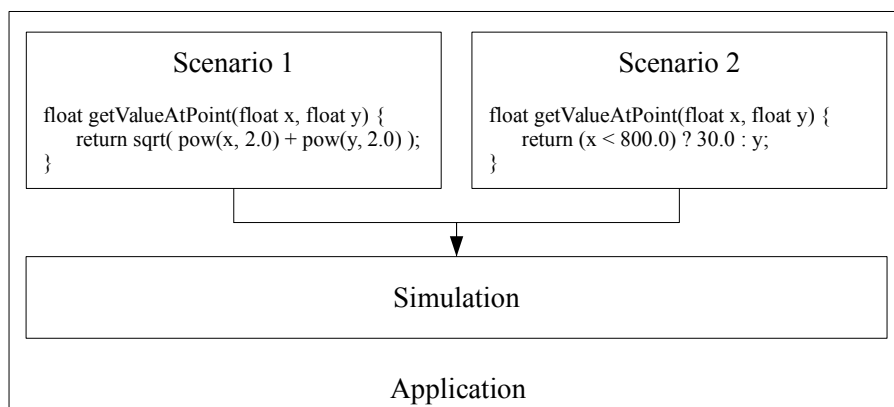 Scenario 1
float getValueAtPoint(float x, float y) {
return sqrt( pow(x, 2.0) + pow(y, 2.0) );
}
Scenario 2
float getValueAtPoint(float x, float y) {
return (x < 800.0) ? 30.0 : y;
}
Simulation
Application